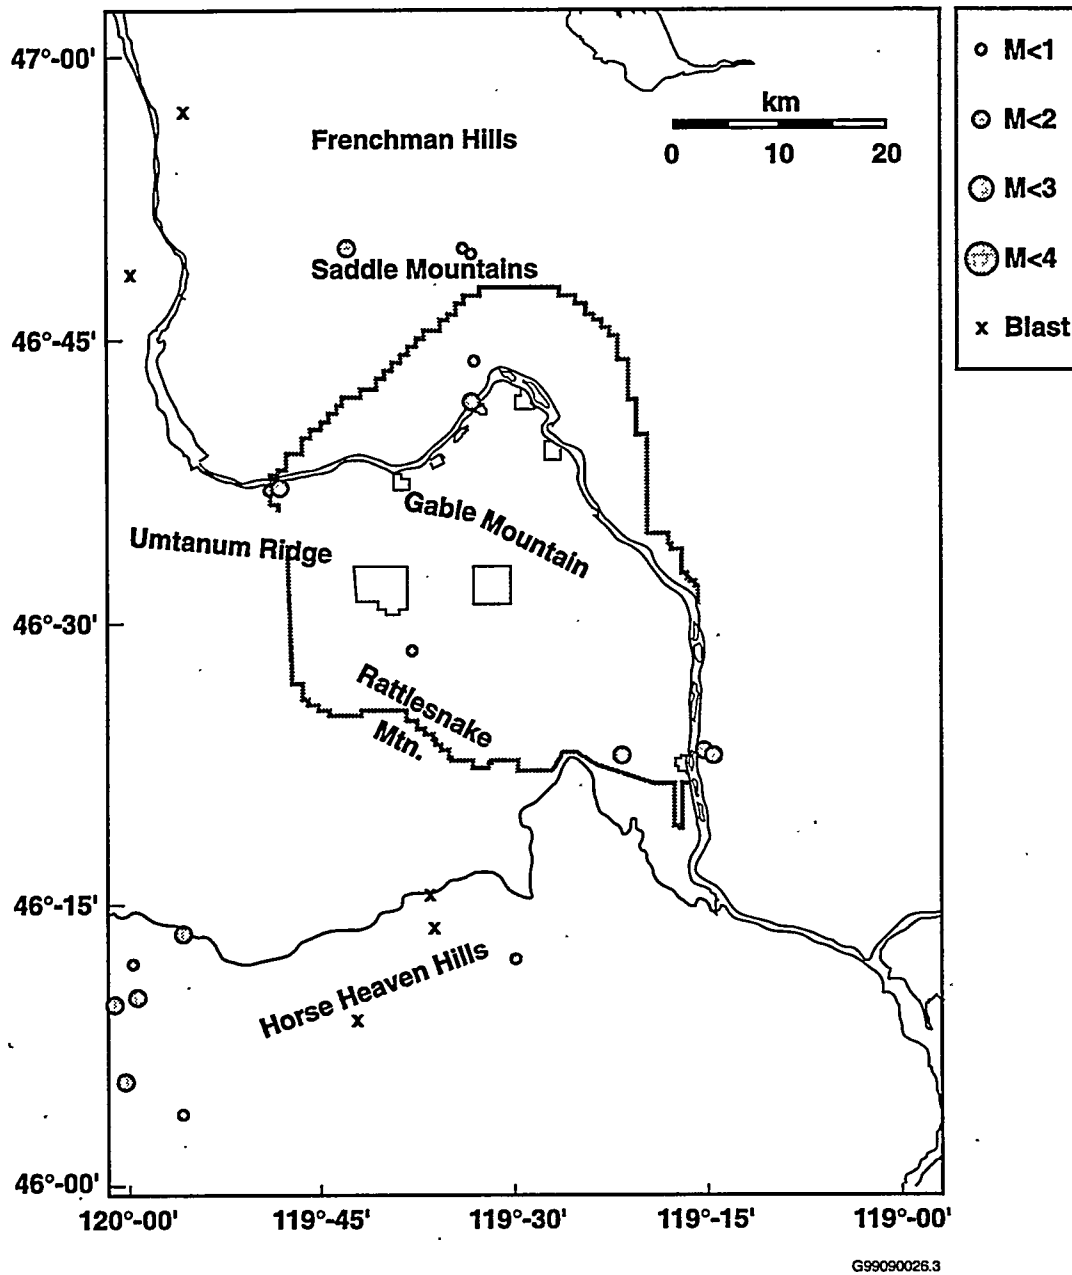 47°-00'
46°-45'
46°-30'
46°-15'
46°-00'
120°-00'
119°-45'
119°-30'
119°-15'
119°-00'
km
0
10
20
Frenchman Hills
Saddle Mountains
Gable Mountain
Umtanum Ridge
Rattlesnake
Mtn.
Horse Heaven Hills
M<1
M<2
M<3
M<4
x Blast
G99090026.3